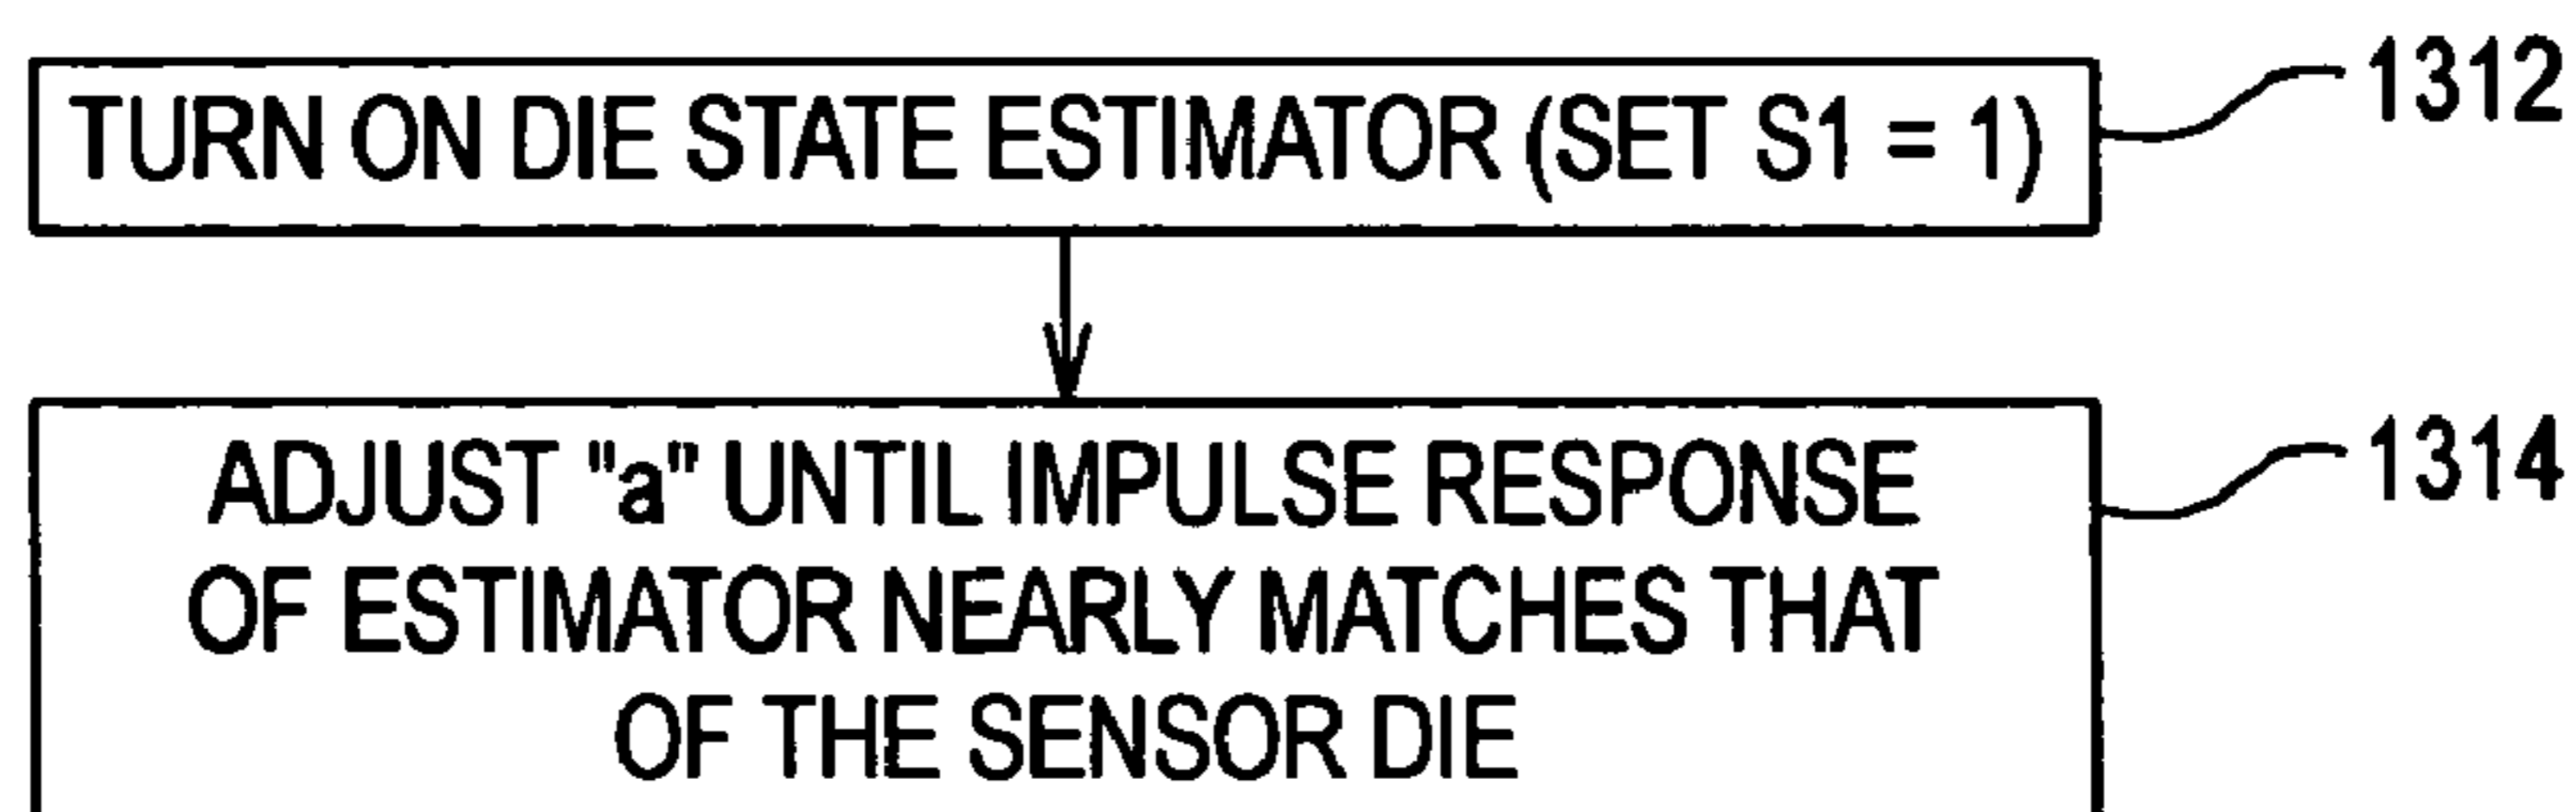 TURN ON DIE STATE ESTIMATOR (SET S1 = 1)
1312
ADJUST "a" UNTIL IMPULSE RESPONSE
OF ESTIMATOR NEARLY MATCHES THAT
OF THE SENSOR DIE
1314